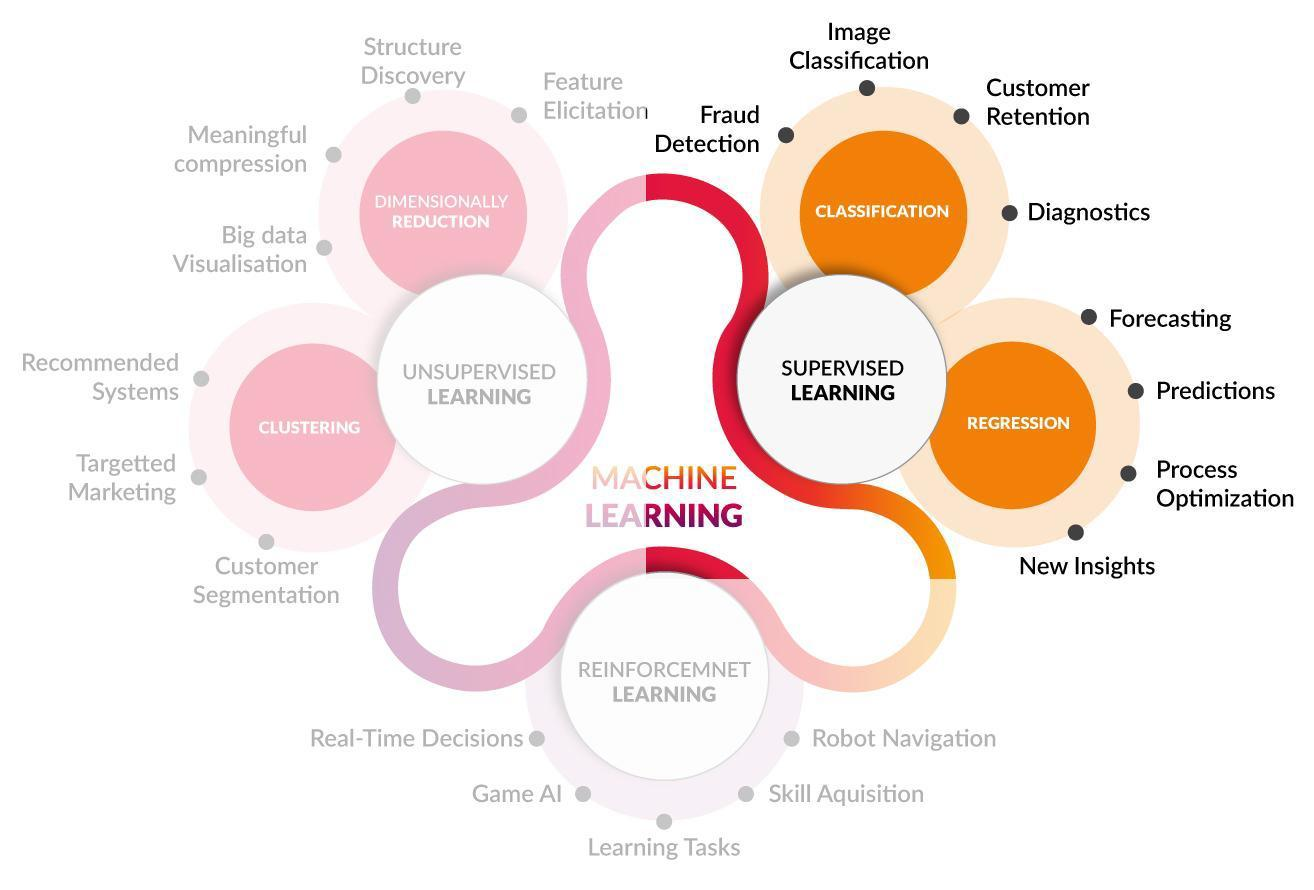 Structure
Discovery
Feature
Elicitation
Meaningful
compression
Big data
Visualisation
DIMENSIONALLY
REDUCTION
Recommended
Systems
Targetted
Marketing
Customer
Segmentation
CLUSTERING
UNSUPERVISED
LEARNING
Image
Classification
Customer
Retention
Fraud
Detection
Diagnostics
CLASSIFICATION
Forecasting
Predictions
Process
Optimization
New Insights
REGRESSION
SUPERVISED
LEARNING
MACHINE
LEARNING
REINFORCEMNET
LEARNING
Real-Time Decisions
Game AI
Learning Tasks
Skill Aquisition
Robot Navigation